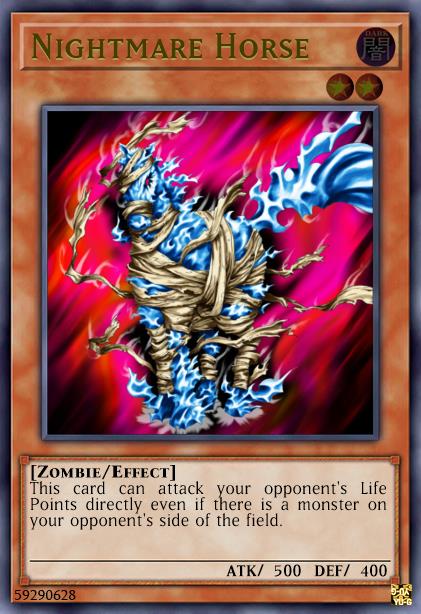 Nightmare Horse
DARK
闇
[Zombie/Effect]
This card can attack your opponent's Life
Points directly even if there is a monster on
your opponent's side of the field.
ATK/ 500 DEF/ 400
59290628